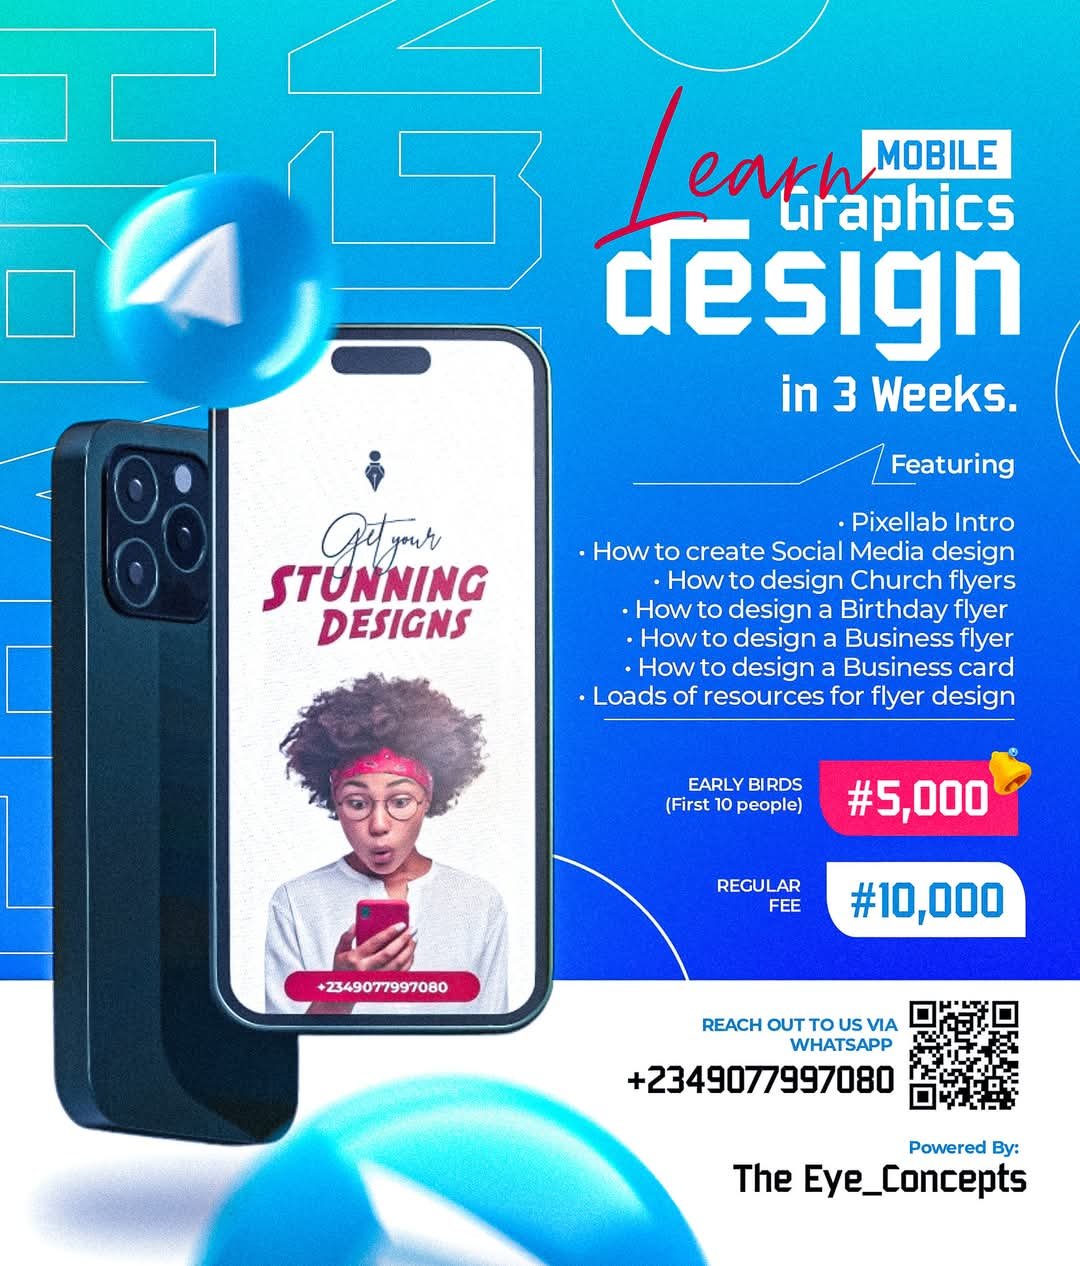 Learn
MOBILE
Graphics
design
in 3 Weeks.
Featuring
• Pixellab Intro
• How to create Social Media design
• How to design Church flyers
• How to design a Birthday flyer
• How to design a Business flyer
• How to design a Business card
• Loads of resources for flyer design
EARLY BIRDS
(First 10 people)
#5,000
REGULAR
FEE
#10,000
Get your
STUNNING
DESIGNS
+2349077997080
REACH OUT TO US VIA
WHATSAPP
+2349077997080
Powered By:
The Eye_Concepts